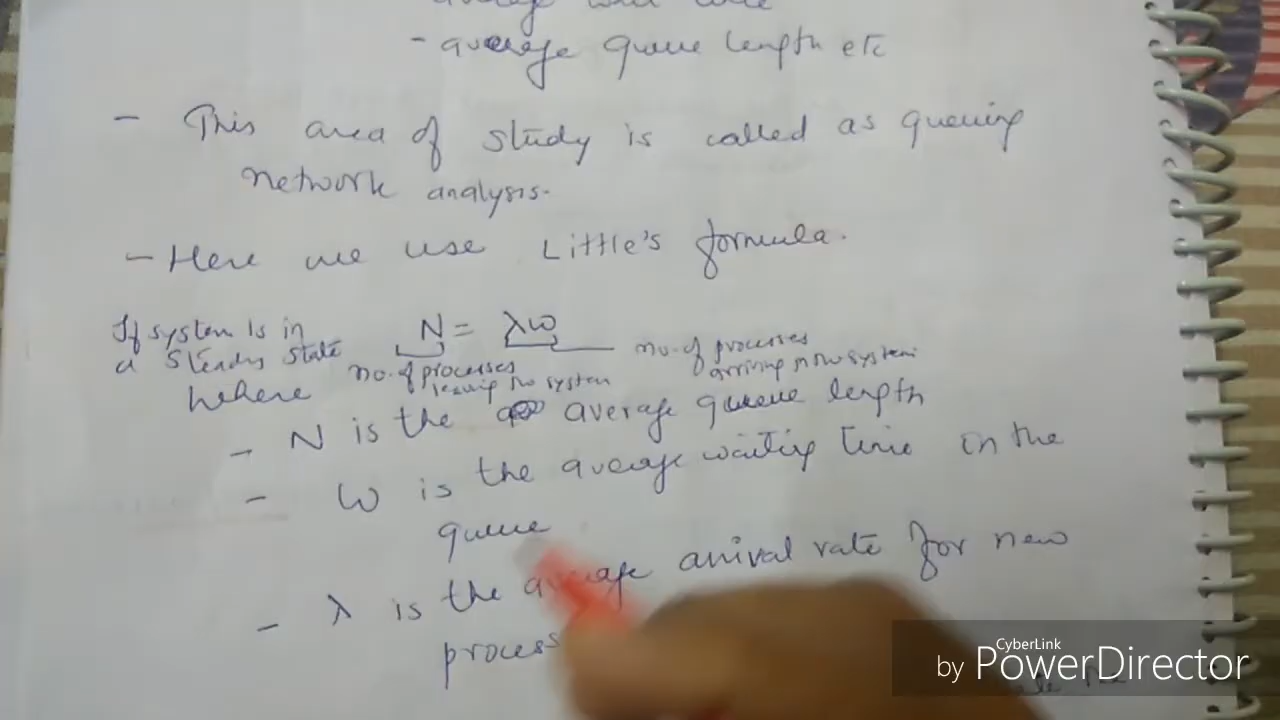 - average queue length etc
- This area of study is called as queuing
network analysis.
- Here we use Little's formula.
If system is in
a steady state
N = λw
no. of processes
leaving the system
no. of processes
arriving in the system
where
- N is the average queue length
- W is the average waiting time in the
queue
- λ is the average arrival rate for new
process
CyberLink
by PowerDirector